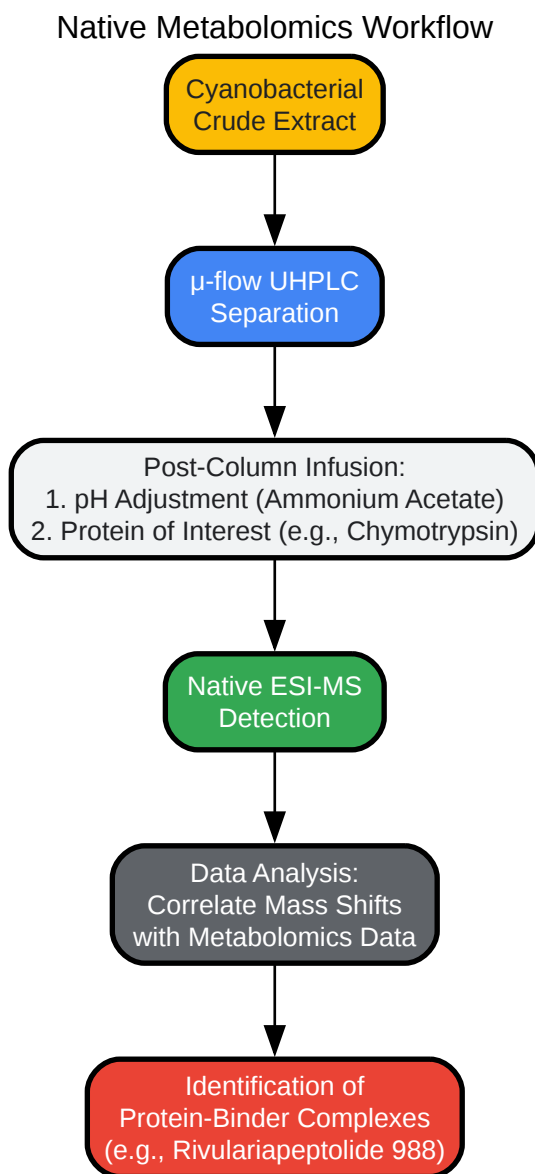 Native Metabolomics Workflow
Cyanobacterial
Crude Extract
μ-flow UHPLC
Separation
Post-Column Infusion:
1. pH Adjustment (Ammonium Acetate)
2. Protein of Interest (e.g., Chymotrypsin)
Native ESI-MS
Detection
Data Analysis:
Correlate Mass Shifts
with Metabolomics Data
Identification of
Protein-Binder Complexes
(e.g., Rivulariapeptolide 988)